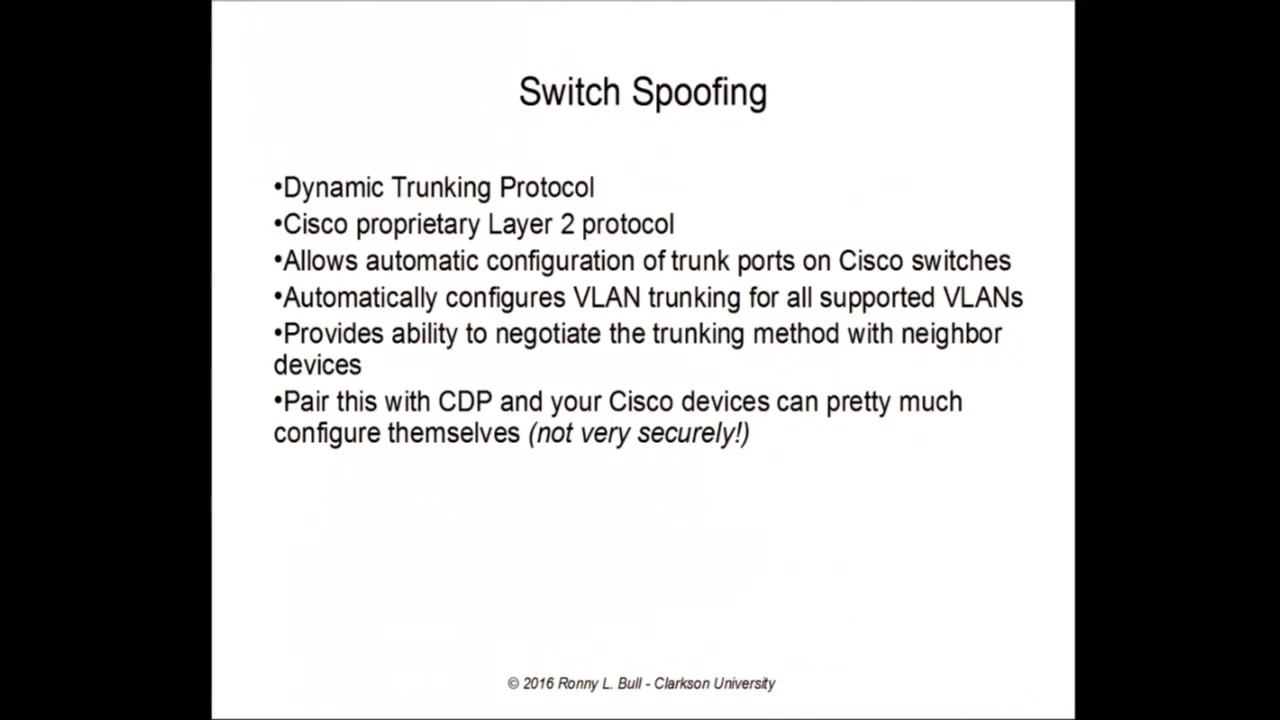 Switch Spoofing
•Dynamic Trunking Protocol
•Cisco proprietary Layer 2 protocol
•Allows automatic configuration of trunk ports on Cisco switches
•Automatically configures VLAN trunking for all supported VLANs
•Provides ability to negotiate the trunking method with neighbor
devices
•Pair this with CDP and your Cisco devices can pretty much
configure themselves (not very securely!)
© 2016 Ronny L. Bull - Clarkson University